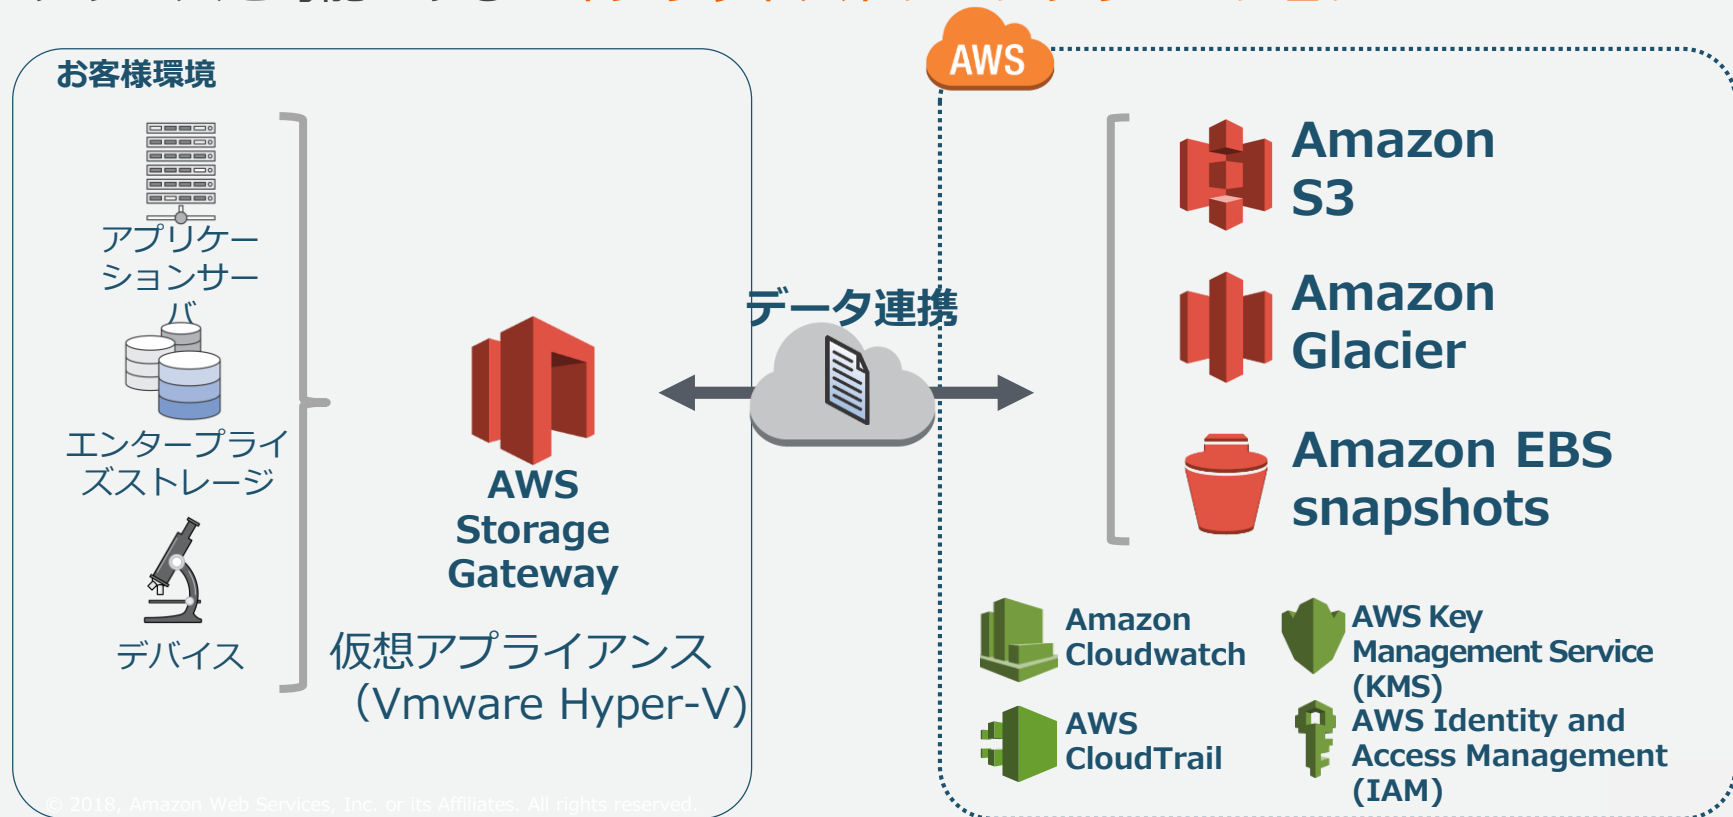 お客様環境
AWS
アプリケー
ションサー
バ
エンタープライ
ズストレージ
デバイス
AWS
Storage
Gateway
仮想アプライアンス
（Vmware Hyper-V)
データ連携
Amazon
S3
Amazon
Glacier
Amazon EBS
snapshots
Amazon
Cloudwatch
AWS
CloudTrail
AWS Key
Management Service
(KMS)
AWS Identity and
Access Management
(IAM)
© 2018, Amazon Web Services, Inc. or its Affiliates. All rights reserved.